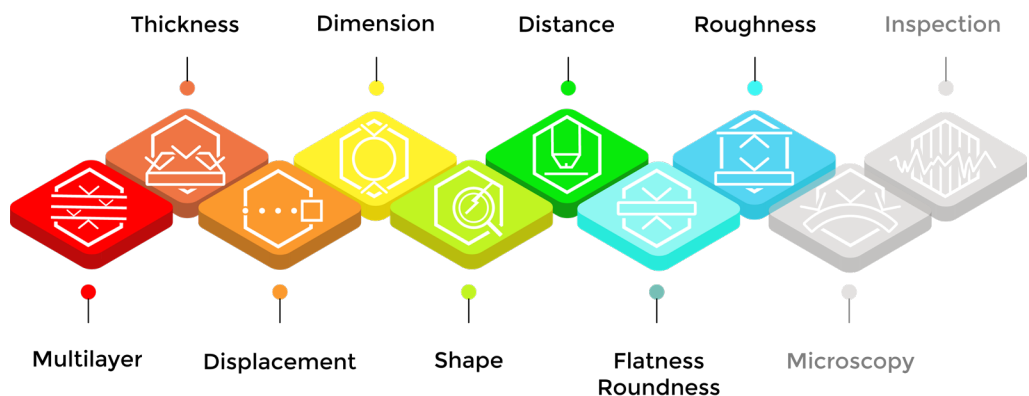 Thickness
Dimension
Distance
Roughness
Inspection
Multilayer
Displacement
Shape
Flatness
Roundness
Microscopy